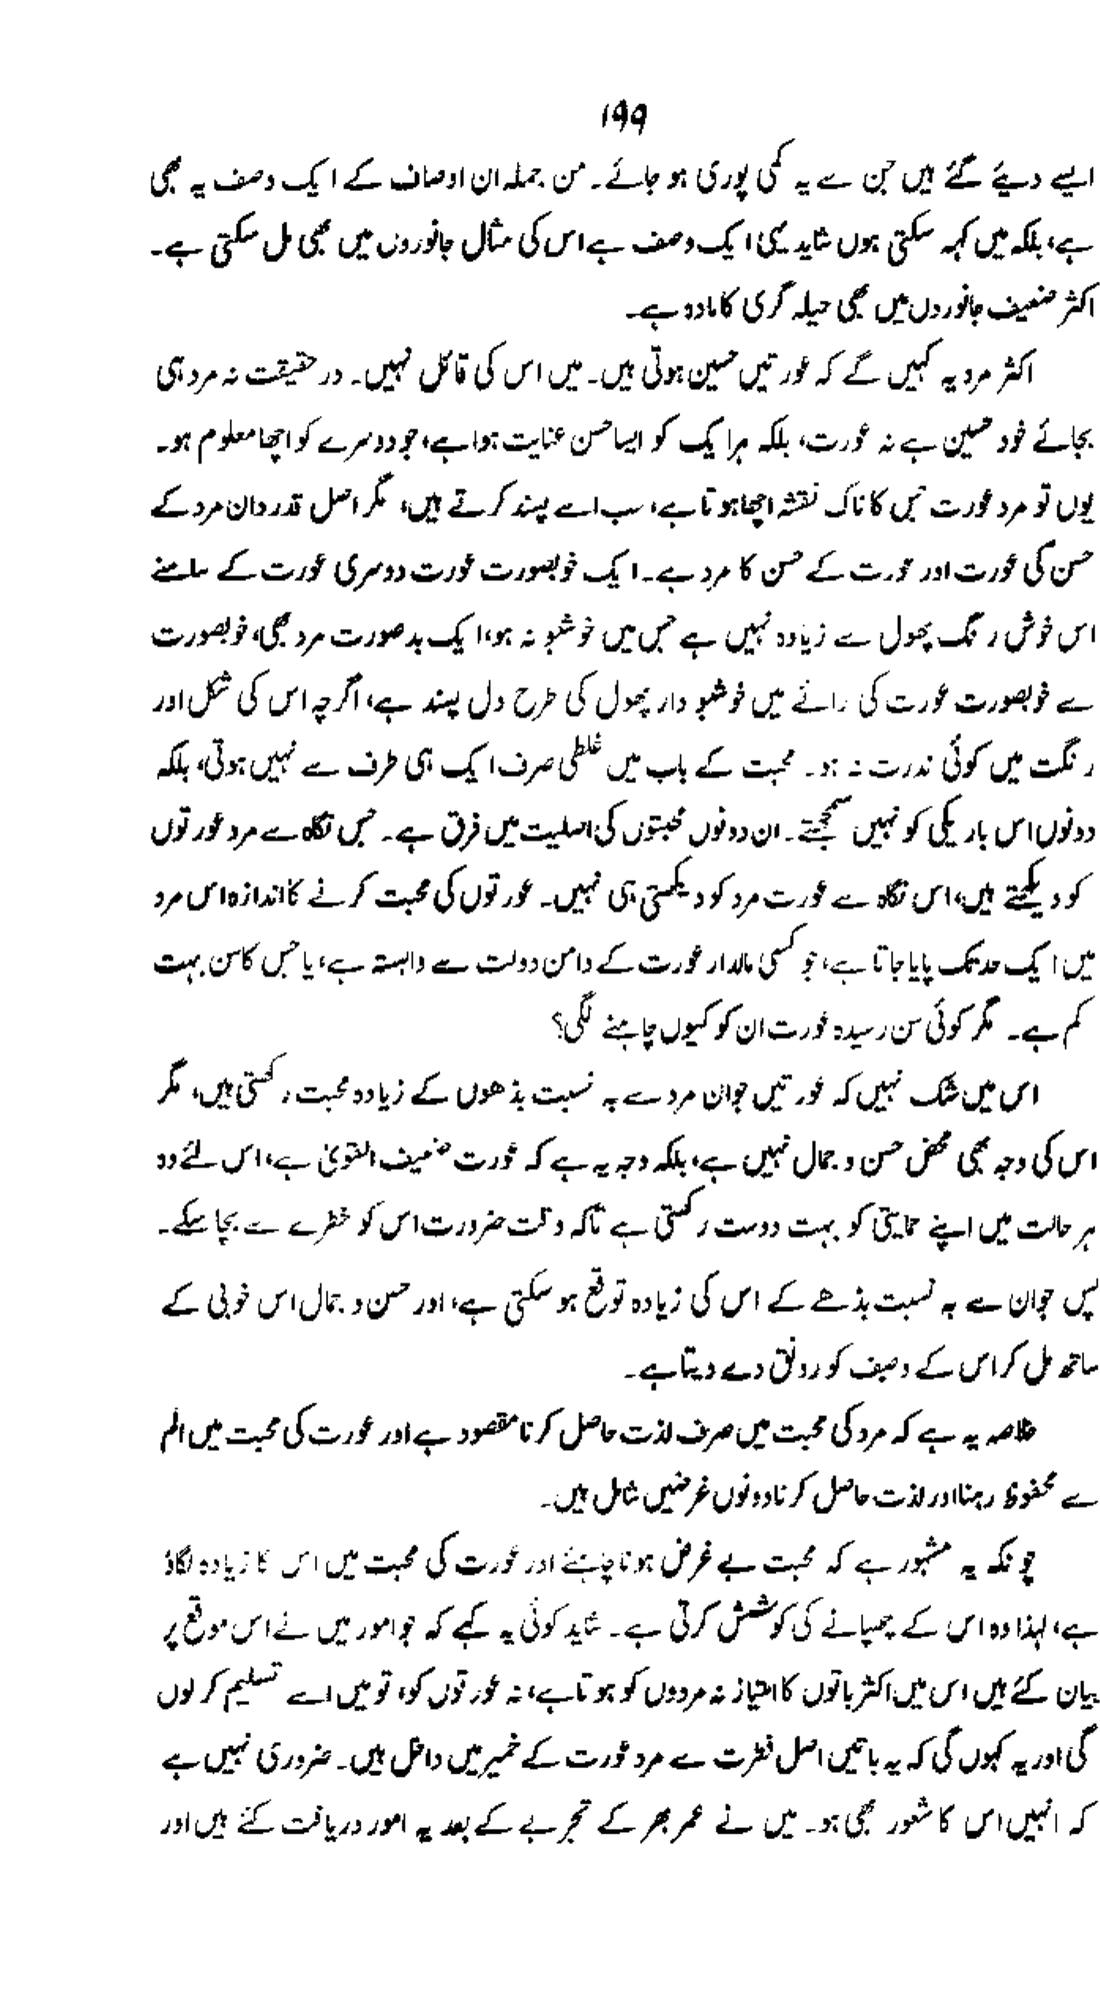 ۱۹۹
ایسے دیئے گئے ہیں جن سے یہ کمی پوری ہو جائے۔ من جملہ ان اوصاف کے ایک وصف یہ بھی
ہے، بلکہ میں کہہ سکتی ہوں شاید یہی ایک وصف ہے اس کی مثال جانوروں میں بھی مل سکتی ہے۔
اکثر ضعیف جانوروں میں بھی حیلہ گری کا مادہ ہے۔
اکثر مرد یہ کہیں گے کہ عورتیں حسین ہوتی ہیں۔ میں اس کی قائل نہیں۔ در حقیقت نہ مرد ہی
بجائے خود حسین ہے نہ عورت، بلکہ ہر ایک کو ایسا حسن عنایت ہوا ہے، جو دوسرے کو اچھا معلوم ہو۔
یوں تو مرد عورت جس کا ناک نقشہ اچھا ہوتا ہے، سب اسے پسند کرتے ہیں، مگر اصل قدردان مرد کے
حسن کی عورت اور عورت کے حسن کا مرد ہے۔ ایک خوبصورت عورت دوسری عورت کے سامنے
اس خوش رنگ پھول سے زیادہ نہیں ہے جس میں خوشبو نہ ہو، ایک بدصورت مرد بھی، خوبصورت
سے خوبصورت عورت کی رائے میں خوشبو دار پھول کی طرح دل پسند ہے، اگرچہ اس کی شکل اور
رنگت میں کوئی ندرت نہ ہو۔ محبت کے باب میں غلطی صرف ایک ہی طرف سے نہیں ہوتی، بلکہ
دونوں اس باریکی کو نہیں سمجھتے۔ ان دونوں محبتوں کی اصلیت میں فرق ہے۔ جس نگاہ سے مرد عورتوں
کو دیکھتے ہیں، اس نگاہ سے عورت مرد کو دیکھتی ہی نہیں۔ عورتوں کی محبت کرنے کا اندازہ اس مرد
میں ایک حد تک پایا جاتا ہے، جو کسی مالدار عورت کے دامن دولت سے وابستہ ہے، یا جس کا سن بہت
کم ہے۔ مگر کوئی سن رسیدہ عورت ان کو کیوں چاہنے لگی؟
اس میں شک نہیں کہ عورتیں جوان مرد سے بہ نسبت بڈھوں کے زیادہ محبت رکھتی ہیں، مگر
اس کی وجہ بھی محض حسن و جمال نہیں ہے، بلکہ وجہ یہ ہے کہ عورت ضعیف القویٰ ہے، اس لئے وہ
ہر حالت میں اپنے حمایتی کو بہت دوست رکھتی ہے تاکہ وقت ضرورت اس کو خطرے سے بچا سکے۔
پس جوان سے بہ نسبت بڈھے کے اس کی زیادہ توقع ہو سکتی ہے، اور حسن و جمال اس خوبی کے
ساتھ مل کر اس کے وصف کو رونق دے دیتا ہے۔
خلاصہ یہ ہے کہ مرد کی محبت میں صرف لذت حاصل کرنا مقصود ہے اور عورت کی محبت میں الم
سے محفوظ رہنا اور لذت حاصل کرنا دونوں غرضیں شامل ہیں۔
چونکہ یہ مشہور ہے کہ محبت بے غرض ہونا چاہئے اور عورت کی محبت میں اس کا زیادہ لگاؤ
ہے، لہذا وہ اس کے چھپانے کی کوشش کرتی ہے۔ شاید کوئی یہ کہے کہ جو امور میں نے اس موقع پر
بیان کئے ہیں اس میں اکثر باتوں کا امتیاز نہ مردوں کو ہوتا ہے، نہ عورتوں کو، تو میں اسے تسلیم کر لوں
گی اور یہ کہوں گی کہ یہ باتیں اصل فطرت سے مرد عورت کے خمیر میں داخل ہیں۔ ضروری نہیں ہے
کہ انہیں اس کا شعور بھی ہو۔ میں نے عمر بھر کے تجربے کے بعد یہ امور دریافت کئے ہیں اور